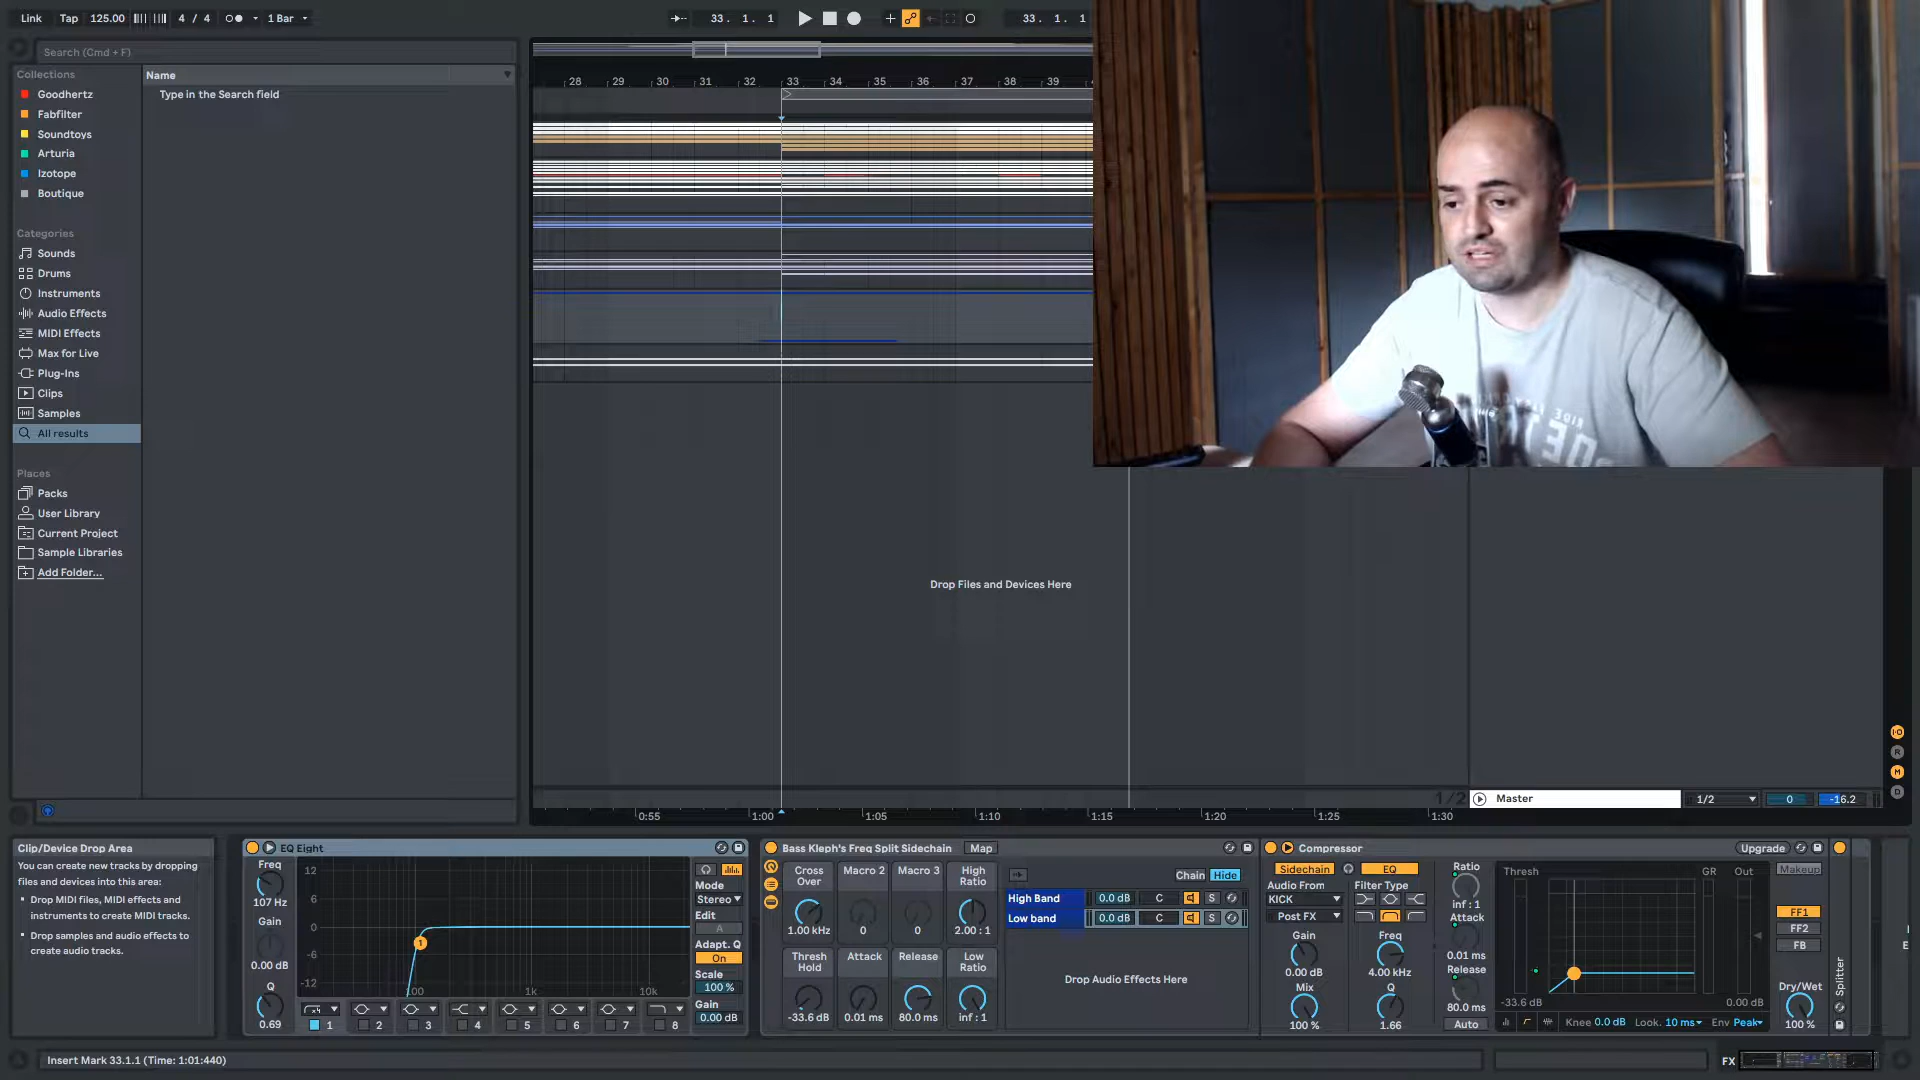 Link Tap 125.00 4 / 4 1 Bar 33. 1. 1 33. 1. 1
Search (Cmd + F)
Collections
Goodhertz
Fabfilter
Soundtoys
Arturia
Izotope
Boutique
Categories
Sounds
Drums
Instruments
Audio Effects
MIDI Effects
Max for Live
Plug-Ins
Clips
Samples
All results
Places
Packs
User Library
Current Project
Sample Libraries
Add Folder...
Name
Type in the Search field
28 29 30 31 32 33 34 35 36 37 38 39
Drop Files and Devices Here
1/2
Master 1/2 0 -16.2
0:55 1:00 1:05 1:10 1:15 1:20 1:25 1:30
R
M
D
Clip/Device Drop Area
You can create new tracks by dropping
files and devices into this area:
Drop MIDI files, MIDI effects and
instruments to create MIDI tracks.
Drop samples and audio effects to
create audio tracks.
EQ Eight
Freq
107 Hz
Gain
0.00 dB
Q
0.69
12
6
0
-6
-12
100 1k 10k
1
1 2 3 4 5 6 7 8
Mode
Stereo
Edit
A
Adapt. Q
On
Scale
100 %
Gain
0.00 dB
Bass Kleph's Freq Split Sidechain Map
Cross Over
1.00 kHz
Macro 2
0
Macro 3
0
High Ratio
2.00 : 1
Thresh Hold
-33.6 dB
Attack
0.01 ms
Release
80.0 ms
Low Ratio
inf : 1
Chain Hide
High Band 0.0 dB C S
Low band 0.0 dB C S
Drop Audio Effects Here
Compressor Upgrade
Sidechain EQ
Audio From
KICK
Post FX
Filter Type
Gain
0.00 dB
Freq
4.00 kHz
Mix
100 %
Q
1.66
Ratio
inf : 1
Attack
0.01 ms
Release
80.0 ms
Auto
Thresh GR Out
-33.6 dB 0.00 dB
Knee 0.0 dB Look. 10 ms Env Peak
Makeup
FF1
FF2
FB
Dry/Wet
100 %
Splitter
Insert Mark 33.1.1 (Time: 1:01:440)
FX